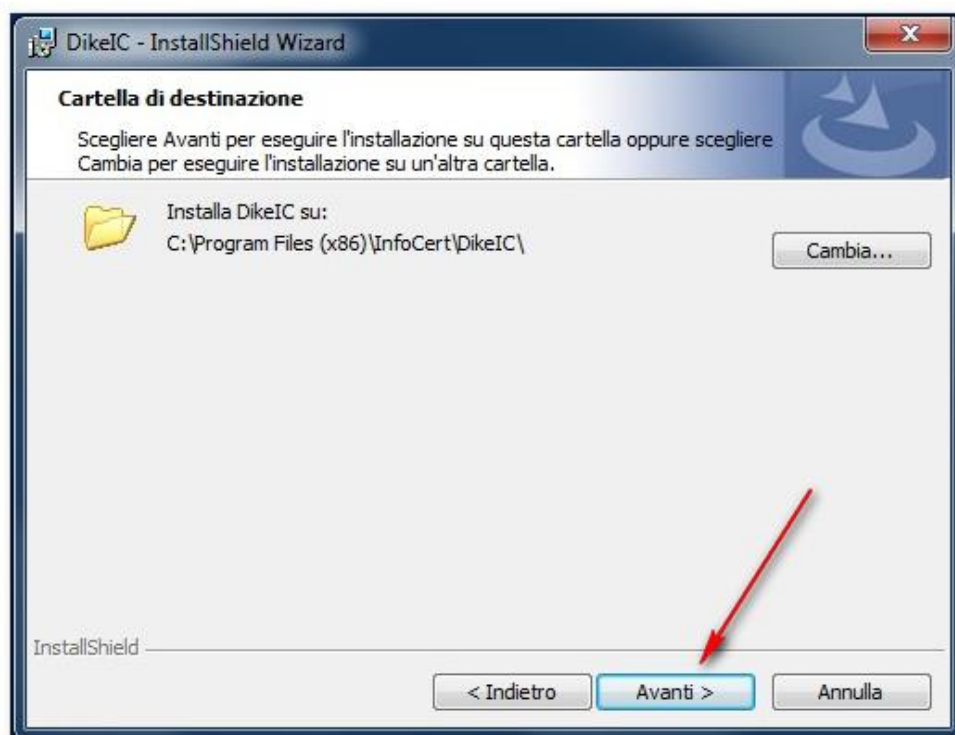 DikeIC - InstallShield Wizard
Cartella di destinazione
Scegliere Avanti per eseguire l'installazione su questa cartella oppure scegliere
Cambia per eseguire l'installazione su un'altra cartella.
Installa DikeIC su:
C:\Program Files (x86)\InfoCert\DikeIC\
Cambia...
InstallShield
< Indietro
Avanti >
Annulla